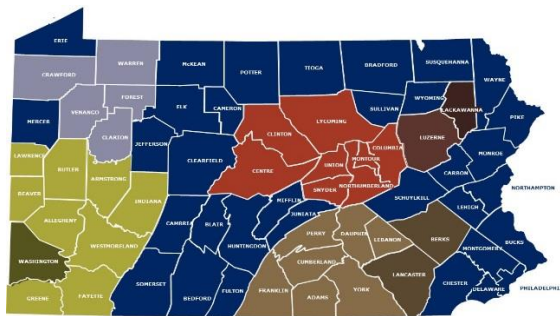 ERIE
CRAWFORD
WARREN
McKEAN
POTTER
TIOGA
BRADFORD
SUSQUEHANNA
WAYNE
FOREST
VENANGO
MERCER
ELK
CAMERON
SULLIVAN
WYOMING
LACKAWANNA
PIKE
CLARION
JEFFERSON
CLINTON
LYCOMING
COLUMBIA
LUZERNE
MONROE
LAWRENCE
BUTLER
ARMSTRONG
CLEARFIELD
CENTRE
UNION
MONTOUR
NORTHUMBERLAND
SNYDER
CARBON
NORTHAMPTON
BEAVER
INDIANA
MIFFLIN
JUNIATA
SCHUYLKILL
LEHIGH
ALLEGHENY
CAMBRIA
BLAIR
HUNTINGDON
PERRY
DAUPHIN
LEBANON
BERKS
MONTGOMERY
BUCKS
WESTMORELAND
WASHINGTON
CUMBERLAND
LANCASTER
GREENE
FAYETTE
SOMERSET
BEDFORD
FULTON
FRANKLIN
ADAMS
YORK
CHESTER
DELAWARE
PHILADELPHI